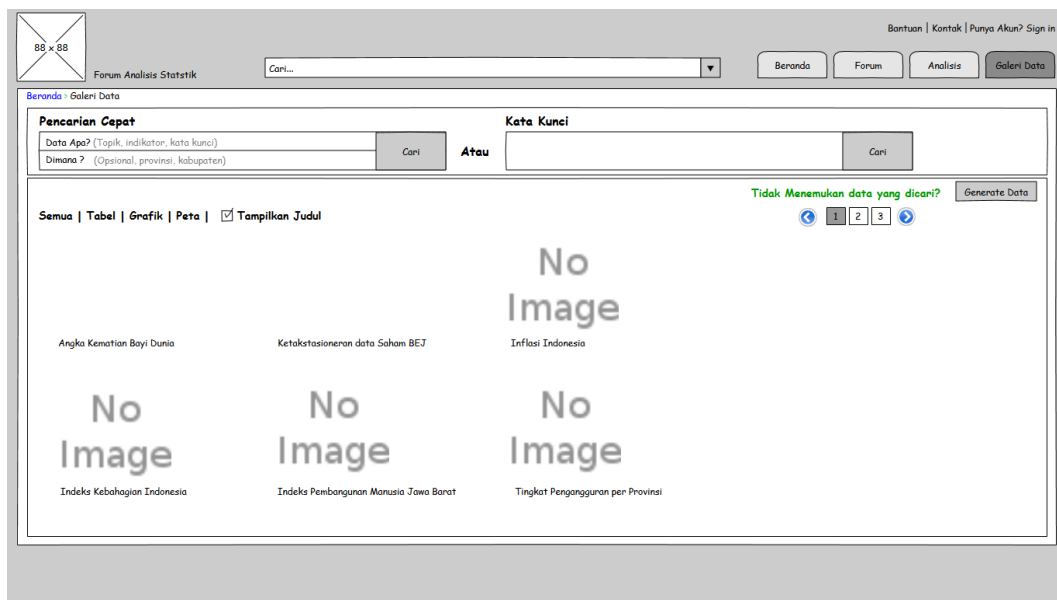 88 x 88
Bantuan | Kontak | Punya Akun? Sign in
Forum Analisis Statstik
Cari...
Beranda
Forum
Analisis
Galeri Data
Beranda > Galeri Data
Pencarian Cepat
Kata Kunci
Data Apa? (Topik, indikator, kata kunci)
Dimana ? (Opsional, provinsi, kabupaten)
Cari
Atau
Cari
Tidak Menemukan data yang dicari?
Generate Data
Semua | Tabel | Grafik | Peta | Tampilkan Judul
1 2 3
No
Image
Angka Kematian Bayi Dunia
Ketakstasioneran data Saham BEJ
Inflasi Indonesia
No
Image
No
Image
No
Image
Indeks Kebahagian Indonesia
Indeks Pembangunan Manusia Jawa Barat
Tingkat Pengangguran per Provinsi